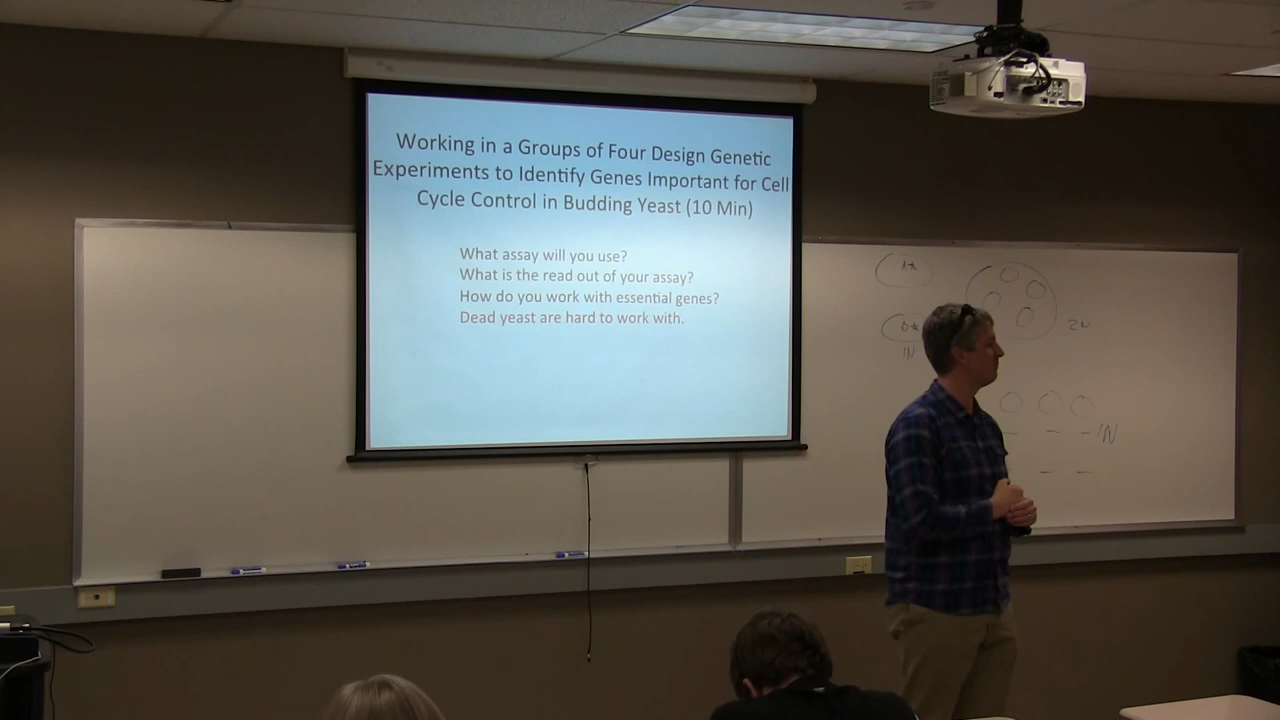 Working in a Groups of Four Design Genetic
Experiments to Identify Genes Important for Cell
Cycle Control in Budding Yeast (10 Min)
What assay will you use?
What is the read out of your assay?
How do you work with essential genes?
Dead yeast are hard to work with.
2N
1N
1N